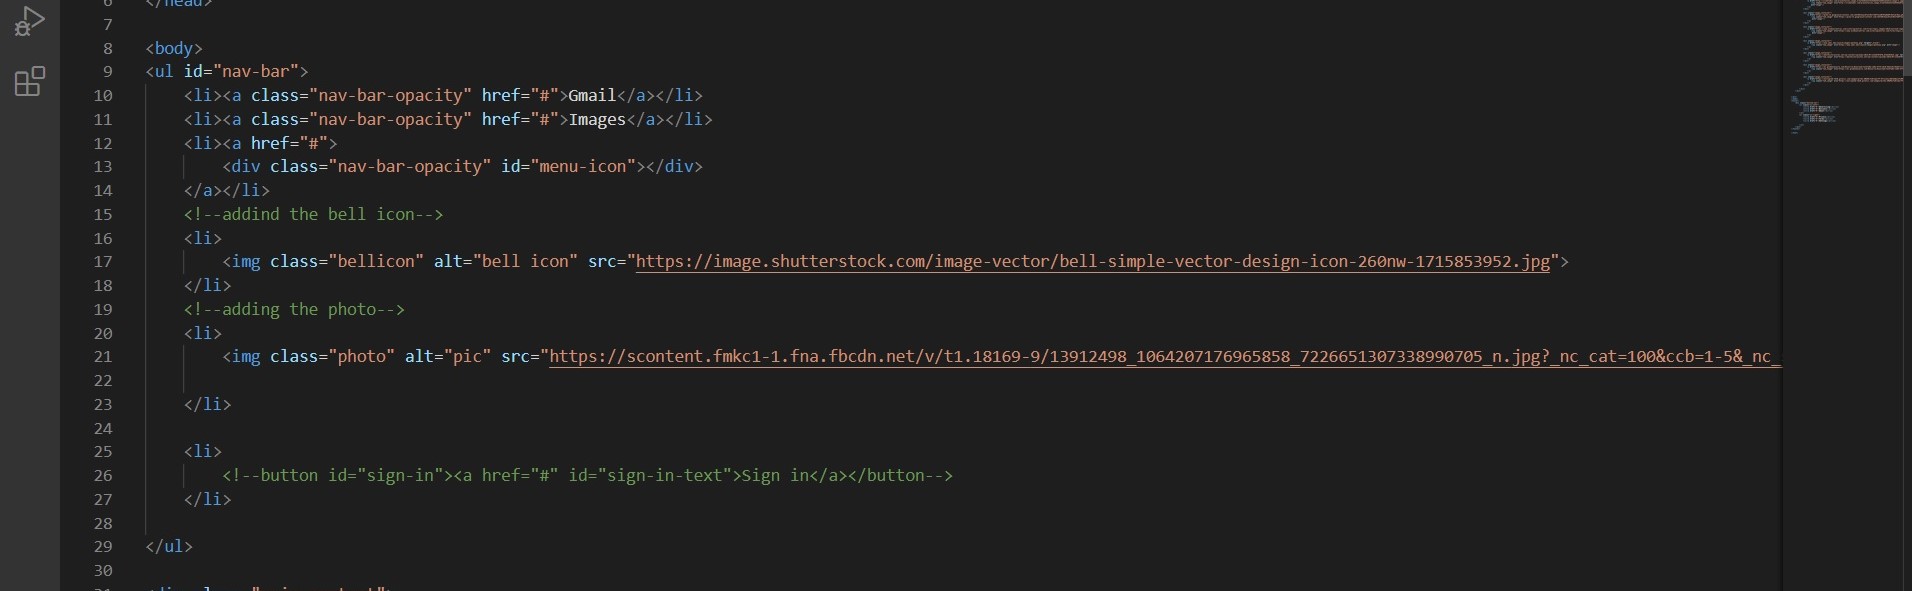 6 </head>
7
8 <body>
9 <ul id="nav-bar">
10 <li><a class="nav-bar-opacity" href="#">Gmail</a></li>
11 <li><a class="nav-bar-opacity" href="#">Images</a></li>
12 <li><a href="#">
13 <div class="nav-bar-opacity" id="menu-icon"></div>
14 </a></li>
15 <!--addind the bell icon-->
16 <li>
17 <img class="bellicon" alt="bell icon" src="https://image.shutterstock.com/image-vector/bell-simple-vector-design-icon-260nw-1715853952.jpg">
18 </li>
19 <!--adding the photo-->
20 <li>
21 <img class="photo" alt="pic" src="https://scontent.fmkc1-1.fna.fbcdn.net/v/t1.18169-9/13912498_1064207176965858_7226651307338990705_n.jpg?_nc_cat=100&ccb=1-5&_nc_
22
23 </li>
24
25 <li>
26 <!--button id="sign-in"><a href="#" id="sign-in-text">Sign in</a></button-->
27 </li>
28
29 </ul>
30